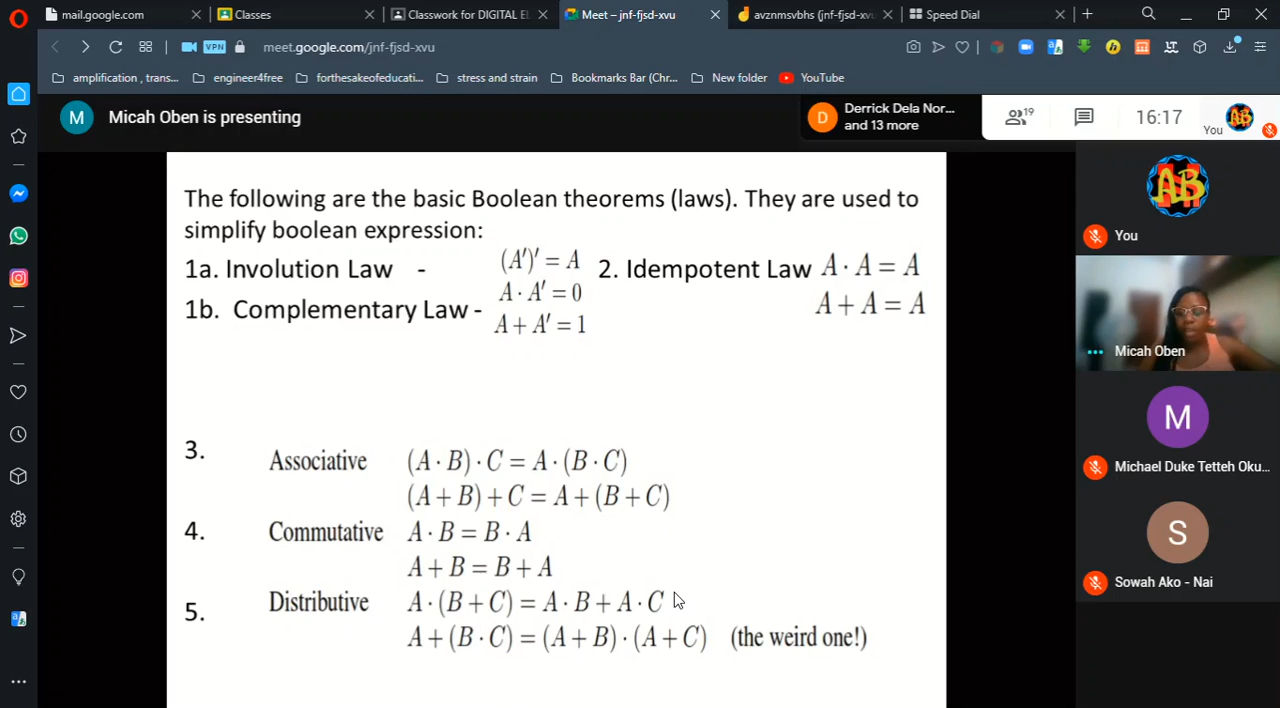 mail.google.com
Classes
Classwork for DIGITAL El
Meet – jnf-fjsd-xvu
avznmsvbhs (jnf-fjsd-xvu)
Speed Dial
VPN
meet.google.com/jnf-fjsd-xvu
amplification , trans...
engineer4free
forthesakeofeducati...
stress and strain
Bookmarks Bar (Chr...
New folder
YouTube
M
Micah Oben is presenting
D
Derrick Dela Nor...
and 13 more
19
16:17
You
The following are the basic Boolean theorems (laws). They are used to
simplify boolean expression:
1a. Involution Law - (A′)′ = A
1b. Complementary Law - A · A′ = 0
A + A′ = 1
2. Idempotent Law A · A = A
A + A = A
3. Associative (A · B) · C = A · (B · C)
(A + B) + C = A + (B + C)
4. Commutative A · B = B · A
A + B = B + A
5. Distributive A · (B + C) = A · B + A · C
A + (B · C) = (A + B) · (A + C) (the weird one!)
AB
You
Micah Oben
M
Michael Duke Tetteh Oku...
S
Sowah Ako - Nai